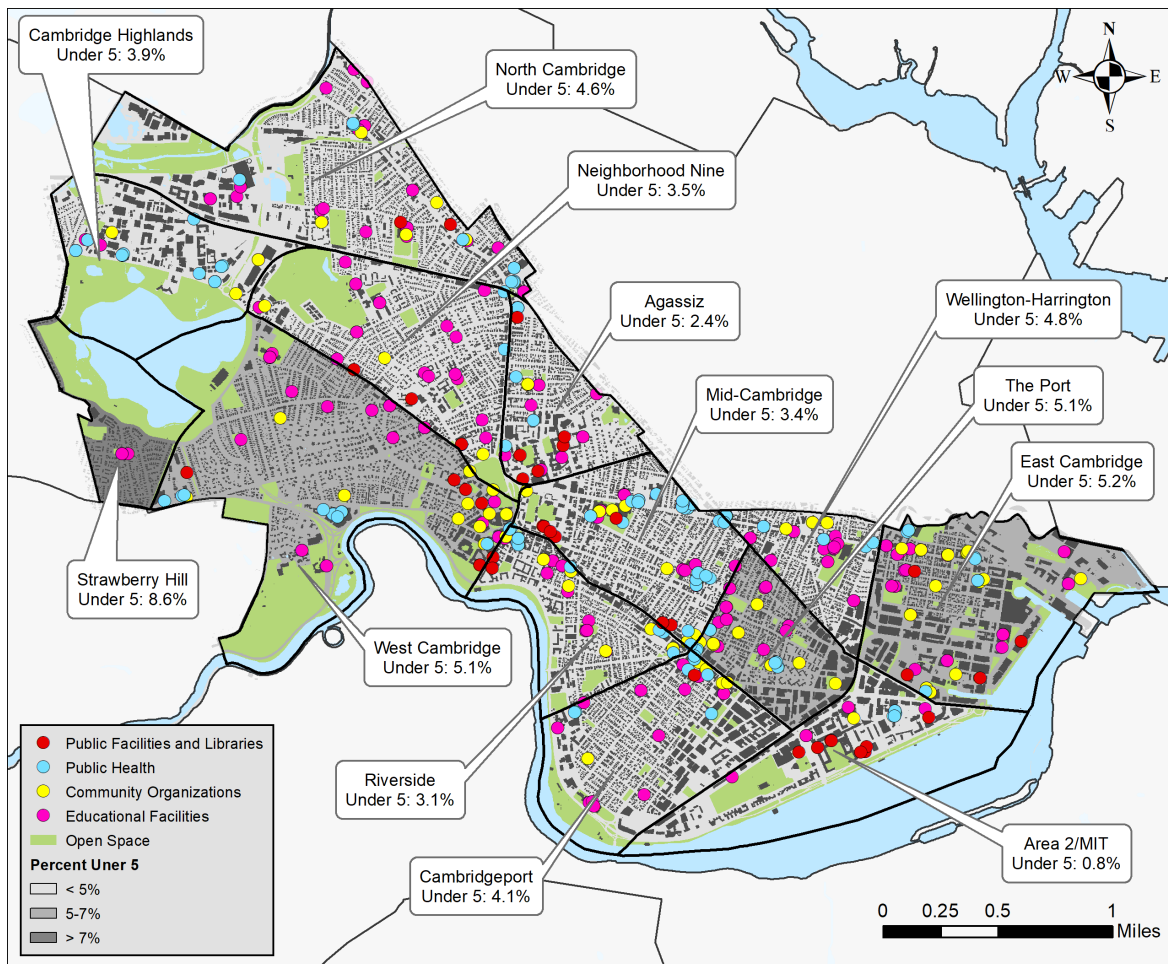 Cambridge Highlands
Under 5: 3.9%
North Cambridge
Under 5: 4.6%
N
W E
S
Neighborhood Nine
Under 5: 3.5%
Agassiz
Under 5: 2.4%
Wellington-Harrington
Under 5: 4.8%
Mid-Cambridge
Under 5: 3.4%
The Port
Under 5: 5.1%
East Cambridge
Under 5: 5.2%
Strawberry Hill
Under 5: 8.6%
West Cambridge
Under 5: 5.1%
Riverside
Under 5: 3.1%
Cambridgeport
Under 5: 4.1%
Area 2/MIT
Under 5: 0.8%
Public Facilities and Libraries
Public Health
Community Organizations
Educational Facilities
Open Space
Percent Uner 5
< 5%
5-7%
> 7%
0 0.25 0.5 1
Miles